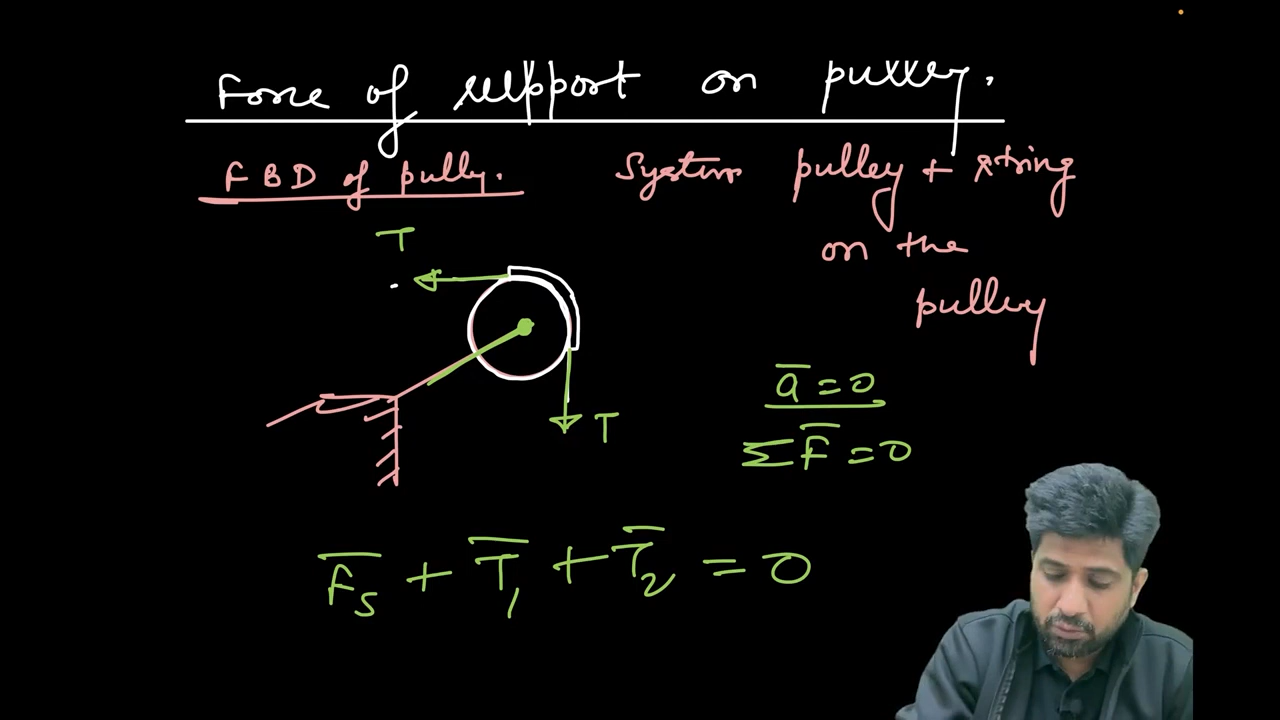 Force of support on pulley.
FBD of pully.
System pulley + string
on the
pulley
T
T
a̅ = 0
ΣF̅ = 0
F̅s + T̅₁ + T̅₂ = 0